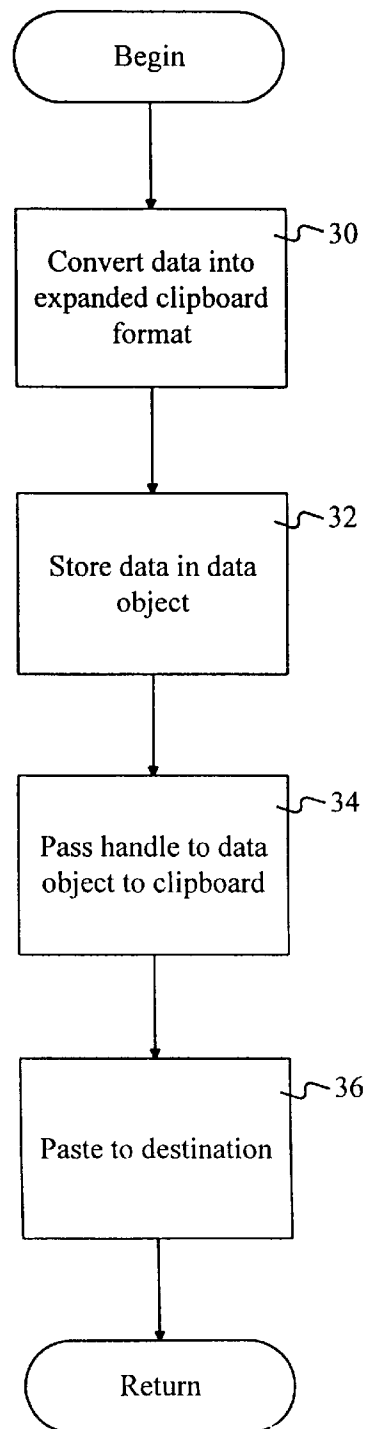 Begin
30
Convert data into
expanded clipboard
format
32
Store data in data
object
34
Pass handle to data
object to clipboard
36
Paste to destination
Return